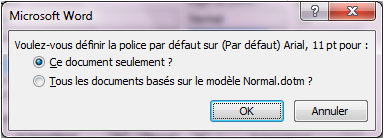 Microsoft Word
Voulez-vous définir la police par défaut sur (Par défaut) Arial, 11 pt pour :
Ce document seulement ?
Tous les documents basés sur le modèle Normal.dotm ?
OK
Annuler